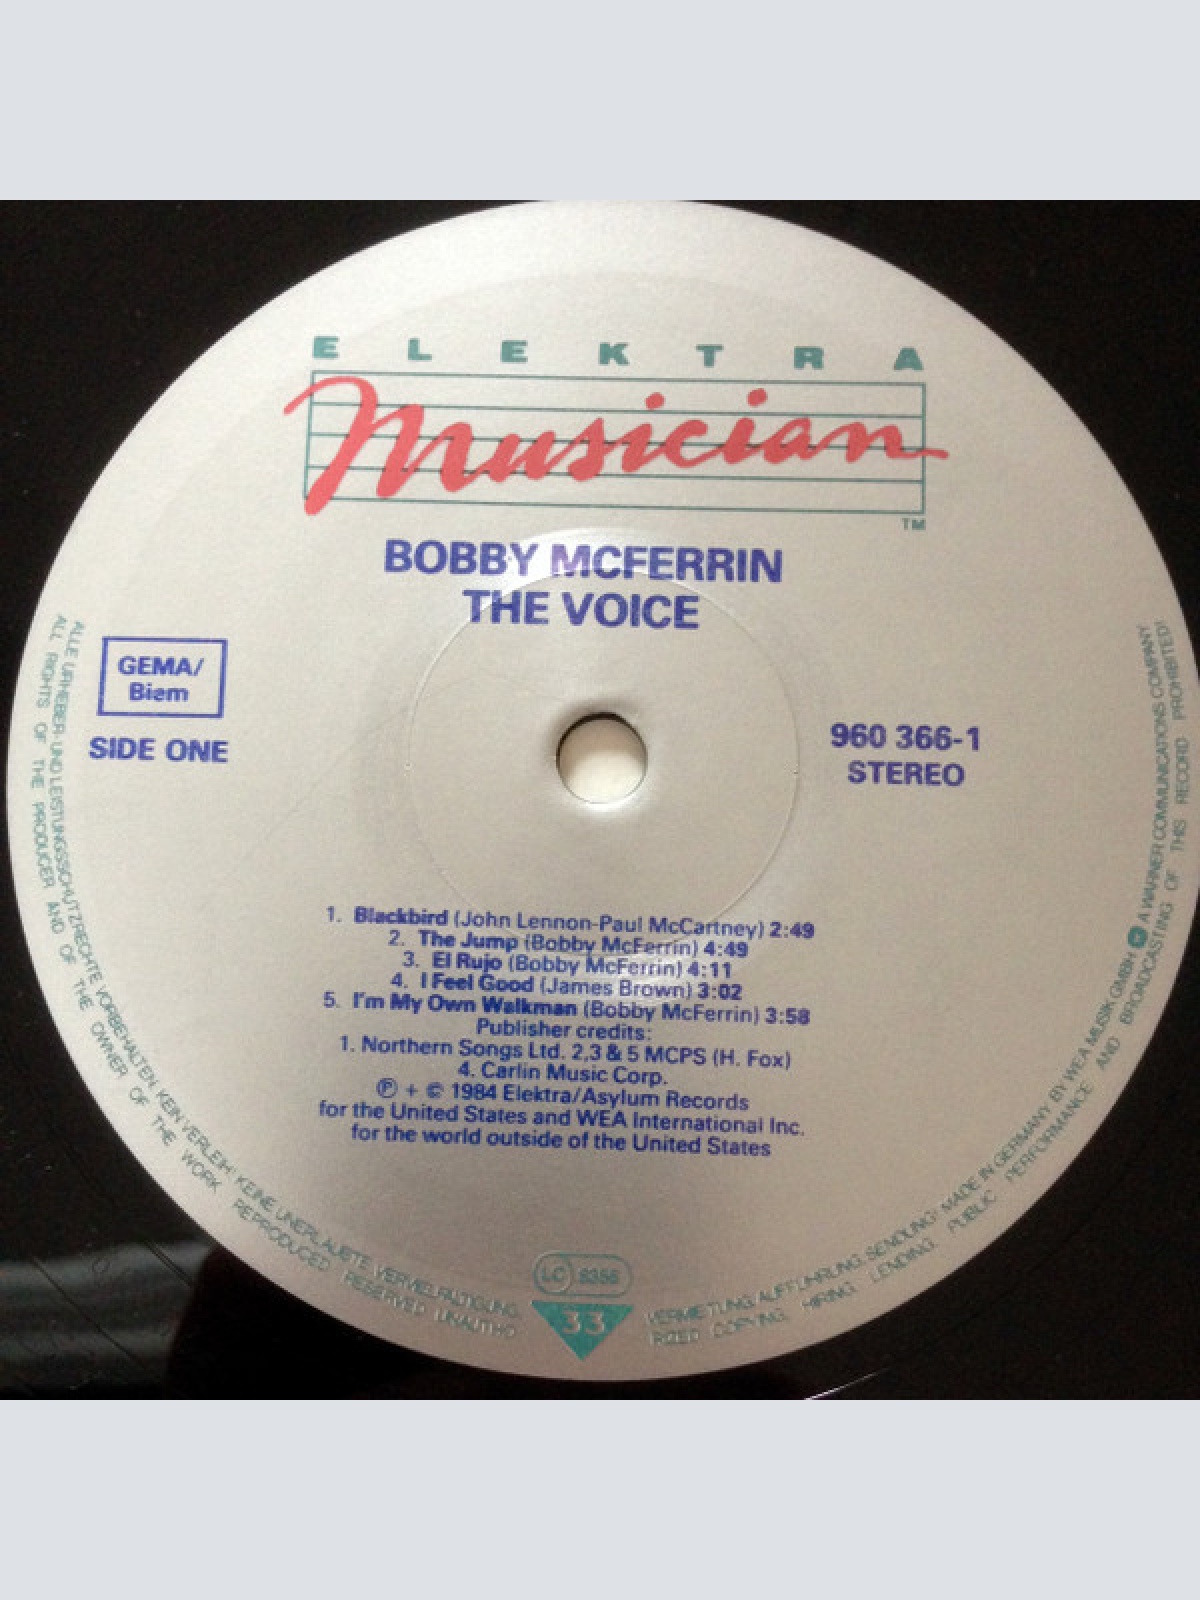 ELEKTRA
Musician
TM
BOBBY MCFERRIN
THE VOICE
GEMA/
Biem
SIDE ONE
960 366-1
STEREO
1. Blackbird (John Lennon-Paul McCartney) 2:49
2. The Jump (Bobby McFerrin) 4:49
3. El Rujo (Bobby McFerrin) 4:11
4. I Feel Good (James Brown) 3:02
5. I'm My Own Walkman (Bobby McFerrin) 3:58
Publisher credits:
1. Northern Songs Ltd. 2,3 & 5 MCPS (H. Fox)
4. Carlin Music Corp.
℗ + © 1984 Elektra/Asylum Records
for the United States and WEA International Inc.
for the world outside of the United States
LC 8356
33
ALLE URHEBER- UND LEISTUNGSSCHUTZRECHTE VORBEHALTEN. KEIN VERLEIH! KEINE UNERLAUBTE VERVIELFÄLTIGUNG, VERMIETUNG, AUFFÜHRUNG, SENDUNG! MADE IN GERMANY BY WEA MUSIK GMBH A WARNER COMMUNICATIONS COMPANY
ALL RIGHTS OF THE PRODUCER AND OF THE OWNER OF THE WORK REPRODUCED RESERVED UNAUTHORIZED COPYING, HIRING, LENDING, PUBLIC PERFORMANCE AND BROADCASTING OF THIS RECORD PROHIBITED!